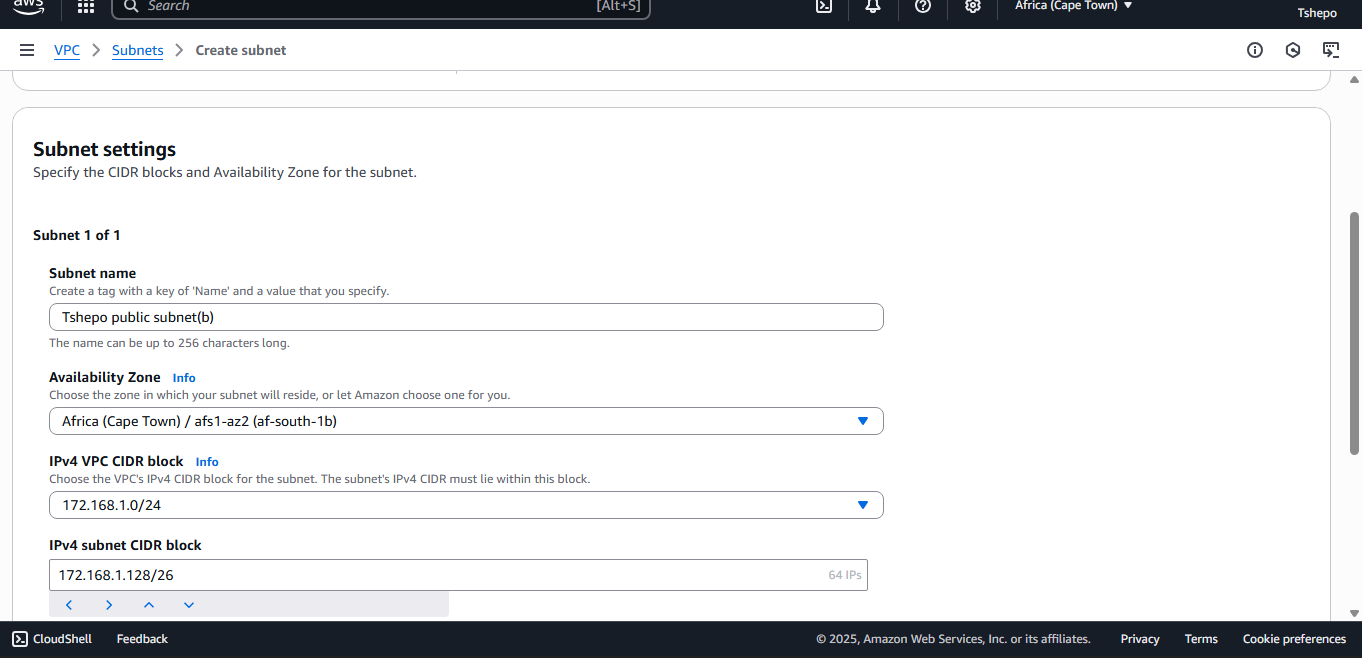 aws
Search [Alt+S] Africa (Cape Town)
Tshepo
VPC Subnets Create subnet
Subnet settings
Specify the CIDR blocks and Availability Zone for the subnet.
Subnet 1 of 1
Subnet name
Create a tag with a key of 'Name' and a value that you specify.
Tshepo public subnet(b)
The name can be up to 256 characters long.
Availability Zone Info
Choose the zone in which your subnet will reside, or let Amazon choose one for you.
Africa (Cape Town) / afs1-az2 (af-south-1b)
IPv4 VPC CIDR block Info
Choose the VPC's IPv4 CIDR block for the subnet. The subnet's IPv4 CIDR must lie within this block.
172.168.1.0/24
IPv4 subnet CIDR block
172.168.1.128/26 64 IPs
CloudShell Feedback © 2025, Amazon Web Services, Inc. or its affiliates. Privacy Terms Cookie preferences